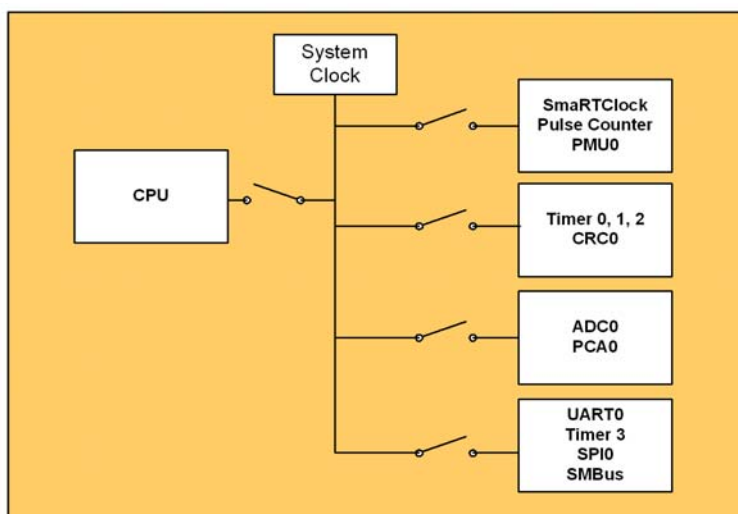 System
Clock
SmaRTClock
Pulse Counter
PMU0
CPU
Timer 0, 1, 2
CRC0
ADC0
PCA0
UART0
Timer 3
SPI0
SMBus